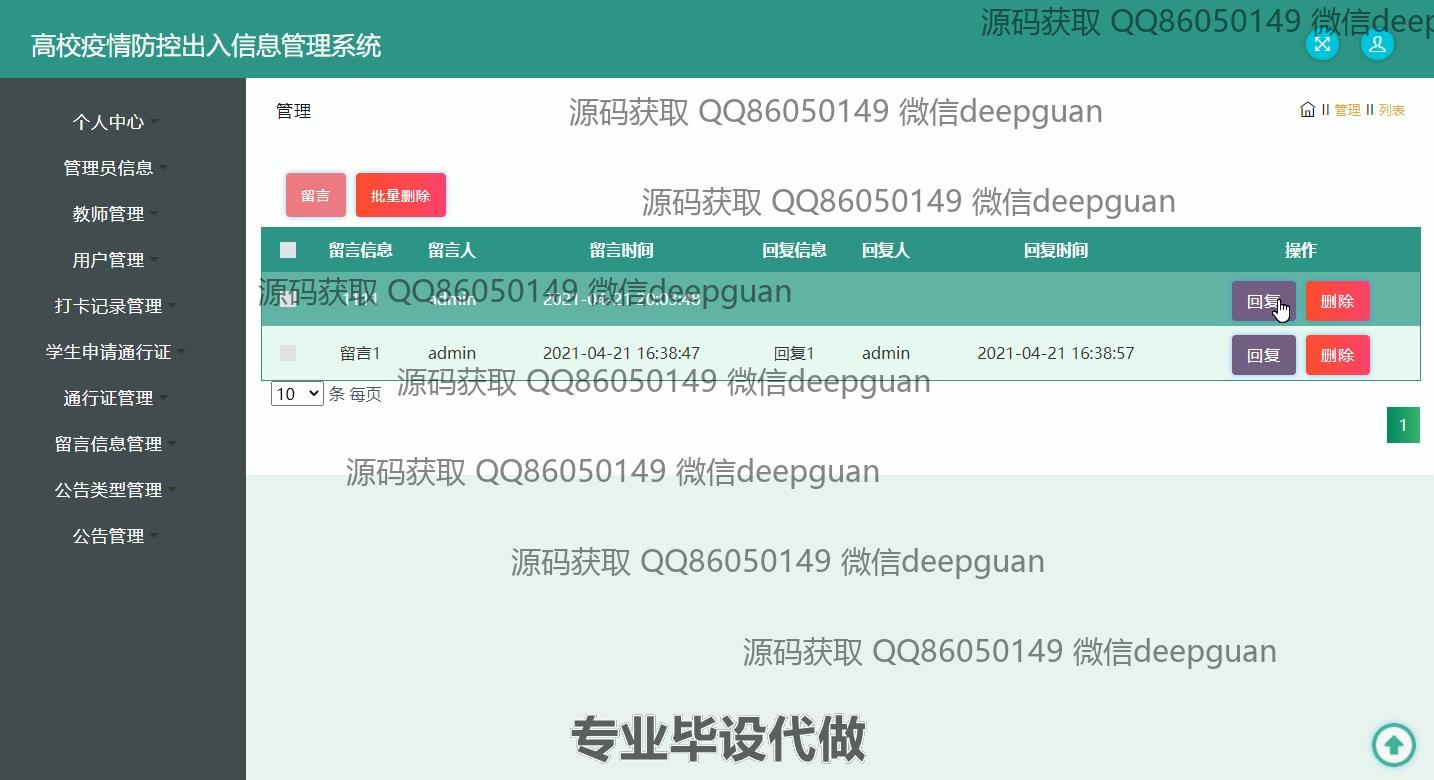 源码获取 QQ86050149 微信deep
高校疫情防控出入信息管理系统
个人中心
管理员信息
教师管理
用户管理
打卡记录管理
学生申请通行证
通行证管理
留言信息管理
公告类型管理
公告管理
管理
源码获取 QQ86050149 微信deepguan
管理 列表
留言 批量删除
源码获取 QQ86050149 微信deepguan
留言信息 留言人 留言时间 回复信息 回复人 回复时间 操作
源码获取 QQ86050149 微信deepguan
admin 2021-04-21 20:03:48 回复 删除
留言1 admin 2021-04-21 16:38:47 回复1 admin 2021-04-21 16:38:57 回复 删除
源码获取 QQ86050149 微信deepguan
10 条 每页
1
源码获取 QQ86050149 微信deepguan
源码获取 QQ86050149 微信deepguan
源码获取 QQ86050149 微信deepguan
专业毕设代做